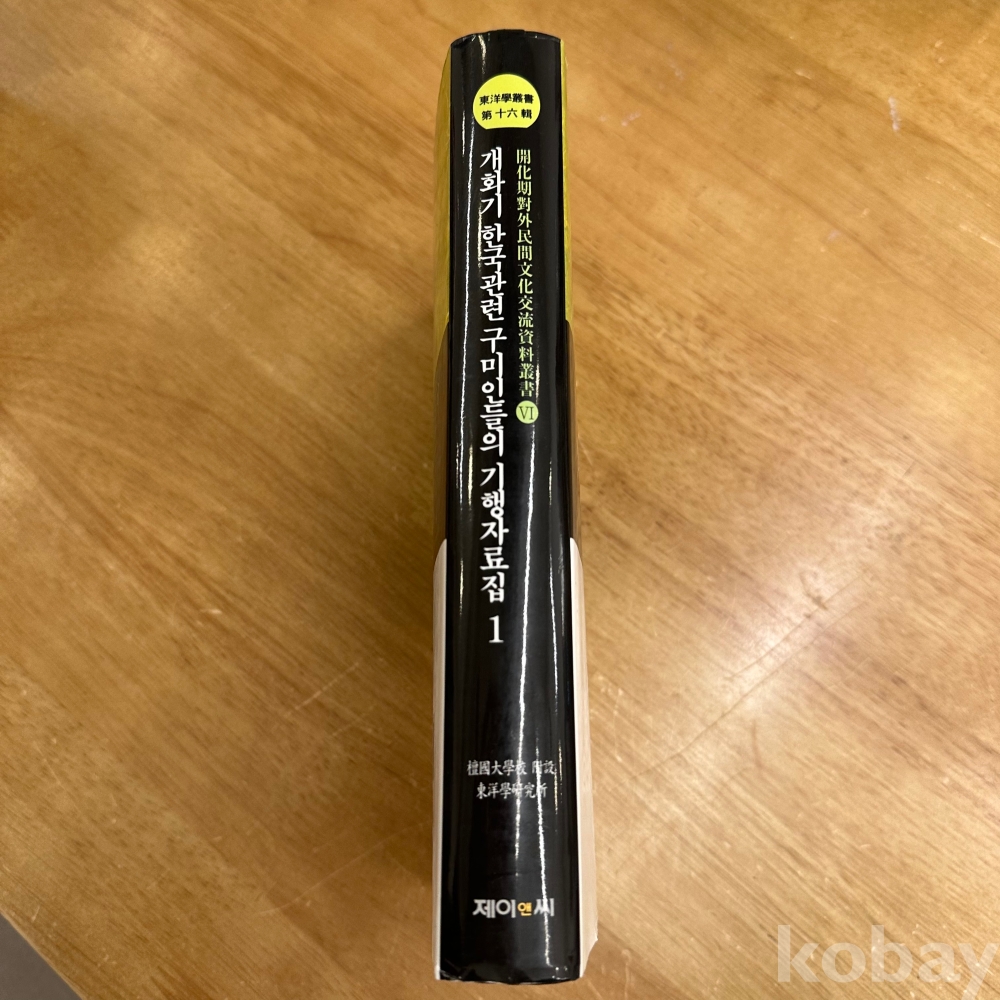 東洋學叢書
第十六輯
開化期對外民間文化交流資料叢書 VI
개화기 한국관련 구미인들의 기행자료집 1
檀國大學校 附設
東洋學硏究所
제이앤씨
kobay